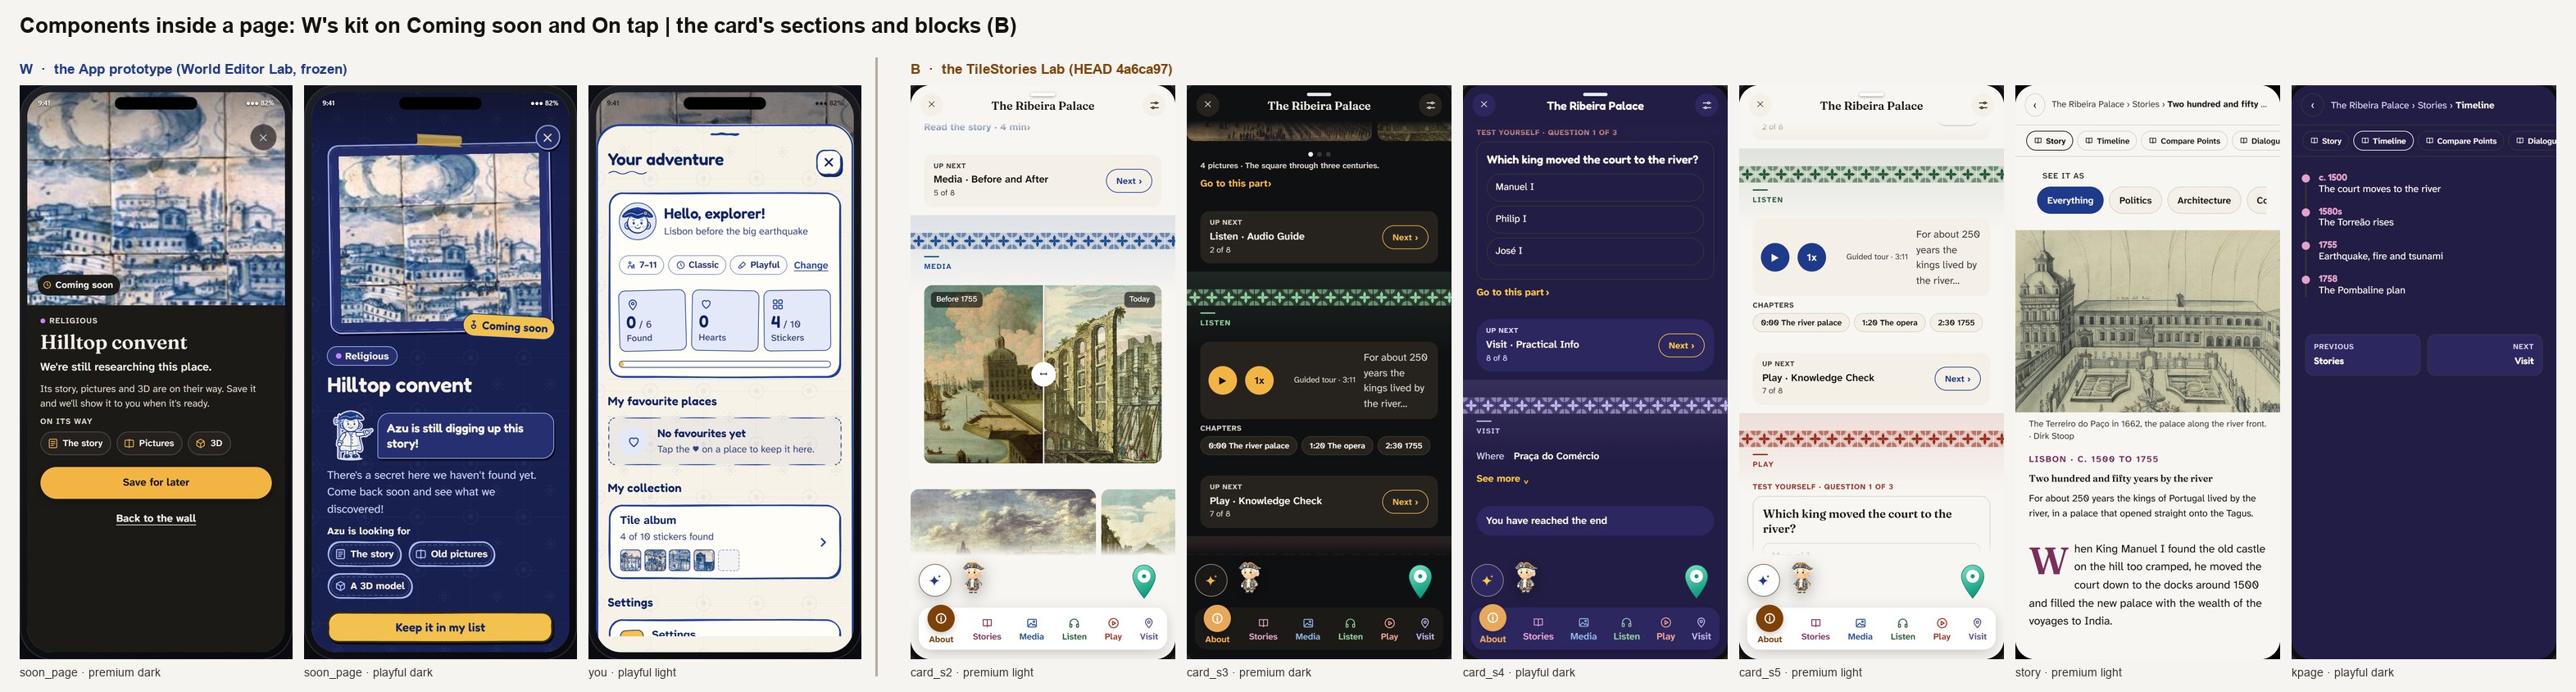 Components inside a page: W's kit on Coming soon and On tap | the card's sections and blocks (B)
W · the App prototype (World Editor Lab, frozen)
B · the TileStories Lab (HEAD 4a6ca97)
9:41
82%
Coming soon
RELIGIOUS
Hilltop convent
We're still researching this place.
Its story, pictures and 3D are on their way. Save it
and we'll show it to you when it's ready.
ON ITS WAY
The story
Pictures
3D
Save for later
Back to the wall
soon_page · premium dark
9:41
82%
Coming soon
Religious
Hilltop convent
Azu is still digging up this
story!
There's a secret here we haven't found yet.
Come back soon and see what we
discovered!
Azu is looking for
The story
Old pictures
A 3D model
Keep it in my list
soon_page · playful dark
9:41
82%
Your adventure
Hello, explorer!
Lisbon before the big earthquake
7–11
Classic
Playful
Change
0 / 6
Found
0
Hearts
4 / 10
Stickers
My favourite places
No favourites yet
Tap the ♥ on a place to keep it here.
My collection
Tile album
4 of 10 stickers found
Settings
Settings
you · playful light
The Ribeira Palace
Read the story · 4 min›
UP NEXT
Media · Before and After
5 of 8
Next ›
MEDIA
Before 1755
Today
About
Stories
Media
Listen
Play
Visit
card_s2 · premium light
The Ribeira Palace
4 pictures · The square through three centuries.
Go to this part›
UP NEXT
Listen · Audio Guide
2 of 8
Next ›
LISTEN
1x
Guided tour · 3:11
For about 250
years the
kings lived by
the river...
CHAPTERS
0:00 The river palace
1:20 The opera
2:30 1755
UP NEXT
Play · Knowledge Check
7 of 8
Next ›
About
Stories
Media
Listen
Play
Visit
card_s3 · premium dark
The Ribeira Palace
TEST YOURSELF · QUESTION 1 OF 3
Which king moved the court to the river?
Manuel I
Philip I
José I
Go to this part ›
UP NEXT
Visit · Practical Info
8 of 8
Next ›
VISIT
Where Praça do Comércio
See more
You have reached the end
About
Stories
Media
Listen
Play
Visit
card_s4 · playful dark
The Ribeira Palace
2 of 8
LISTEN
1x
Guided tour · 3:11
For about 250
years the
kings lived by
the river...
CHAPTERS
0:00 The river palace
1:20 The opera
2:30 1755
UP NEXT
Play · Knowledge Check
7 of 8
Next ›
PLAY
TEST YOURSELF · QUESTION 1 OF 3
Which king moved the court to the
river?
About
Stories
Media
Listen
Play
Visit
card_s5 · premium light
The Ribeira Palace › Stories › Two hundred and fifty ...
Story
Timeline
Compare Points
Dialogu
SEE IT AS
Everything
Politics
Architecture
Co
The Terreiro do Paço in 1662, the palace along the river front.
· Dirk Stoop
LISBON · C. 1500 TO 1755
Two hundred and fifty years by the river
For about 250 years the kings of Portugal lived by the
river, in a palace that opened straight onto the Tagus.
When King Manuel I found the old castle
on the hill too cramped, he moved the
court down to the docks around 1500
and filled the new palace with the wealth of the
voyages to India.
story · premium light
The Ribeira Palace › Stories › Timeline
Story
Timeline
Compare Points
Dialogu
c. 1500
The court moves to the river
1580s
The Torreão rises
1755
Earthquake, fire and tsunami
1758
The Pombaline plan
PREVIOUS
Stories
NEXT
Visit
kpage · playful dark